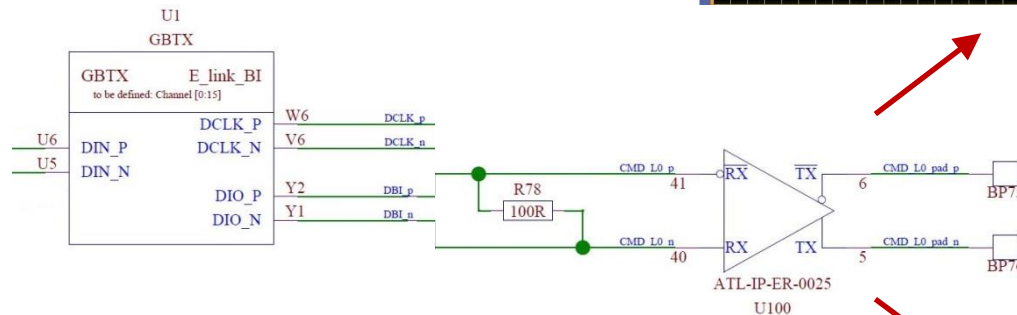 U1
GBTX
GBTX E_link_BI
to be defined: Channel [0:15]
DCLK_P W6 DCLK_p
U6 DIN_P DCLK_N V6 DCLK_n
U5 DIN_N
DIO_P Y2 DBI_p
DIO_N Y1 DBI_n
R78
100R
CMD_L0_p 41 RX TX 6 CMD_L0_pad_p
CMD_L0_n 40 RX TX 5 CMD_L0_pad_n
ATL-IP-ER-0025
U100